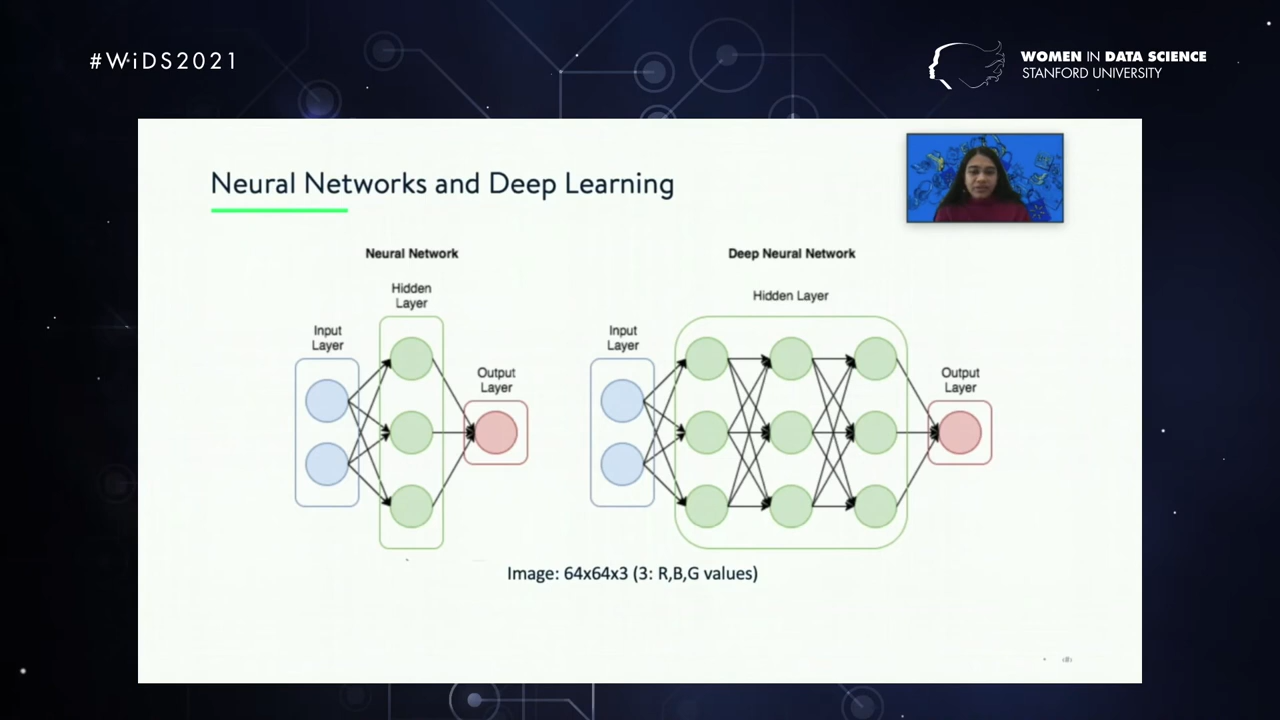 #WiDS2021
WOMEN IN DATA SCIENCE
STANFORD UNIVERSITY
Neural Networks and Deep Learning
Neural Network
Hidden
Layer
Input
Layer
Output
Layer
Deep Neural Network
Hidden Layer
Input
Layer
Output
Layer
Image: 64x64x3 (3: R,B,G values)